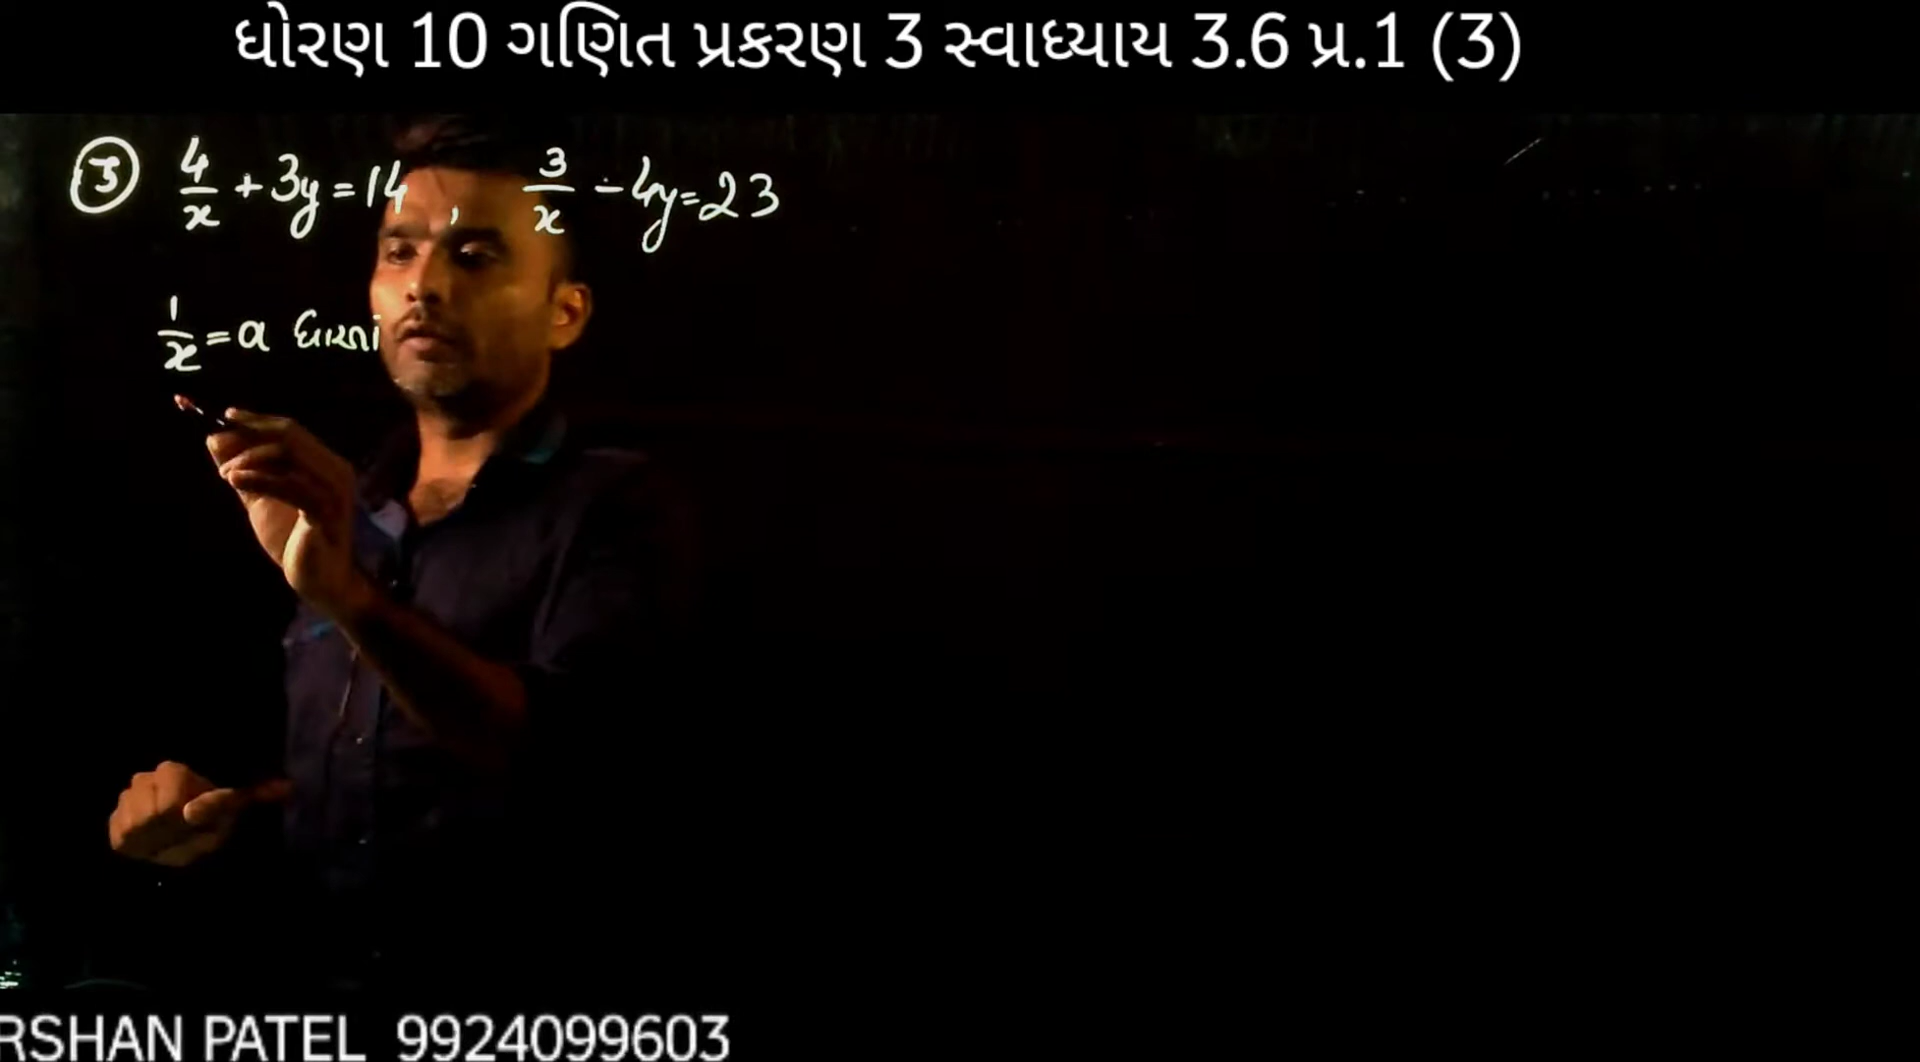 ધોરણ 10 ગણિત પ્રકરણ 3 સ્વાધ્યાય 3.6 પ્ર.1 (3)
③ 4/x + 3y = 14 , 3/x - 4y = 23
1/x = a ધારતાં
RSHAN PATEL 9924099603